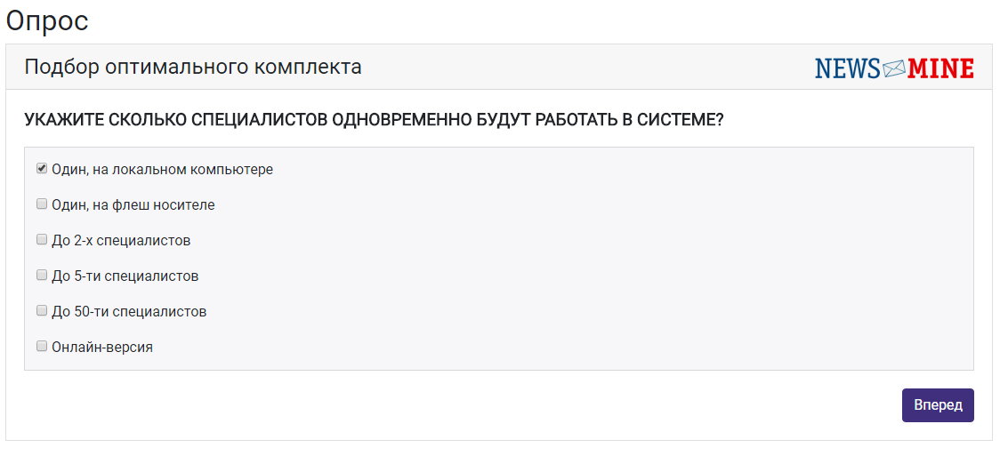 Опрос
Подбор оптимального комплекта
NEWS MINE
УКАЖИТЕ СКОЛЬКО СПЕЦИАЛИСТОВ ОДНОВРЕМЕННО БУДУТ РАБОТАТЬ В СИСТЕМЕ?
Один, на локальном компьютере
Один, на флеш носителе
До 2-х специалистов
До 5-ти специалистов
До 50-ти специалистов
Онлайн-версия
Вперед